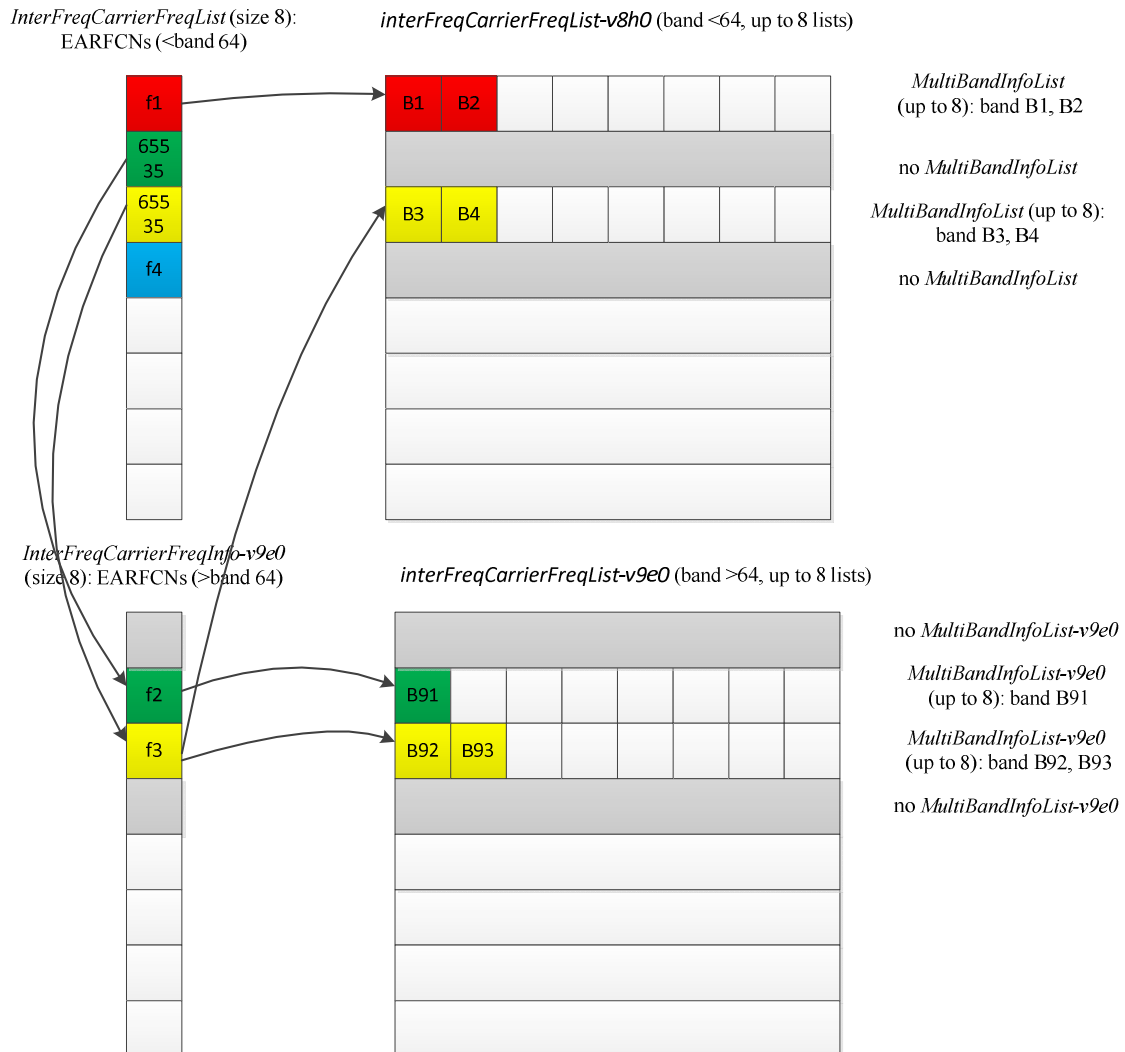 InterFreqCarrierFreqList (size 8):
EARFCNs (<band 64)
interFreqCarrierFreqList-v8h0 (band <64, up to 8 lists)
f1
B1 B2
MultiBandInfoList
(up to 8): band B1, B2
655
35
no MultiBandInfoList
655
35
B3 B4
MultiBandInfoList (up to 8):
band B3, B4
f4
no MultiBandInfoList
InterFreqCarrierFreqInfo-v9e0
(size 8): EARFCNs (>band 64)
interFreqCarrierFreqList-v9e0 (band >64, up to 8 lists)
no MultiBandInfoList-v9e0
f2
B91
MultiBandInfoList-v9e0
(up to 8): band B91
f3
B92 B93
MultiBandInfoList-v9e0
(up to 8): band B92, B93
no MultiBandInfoList-v9e0